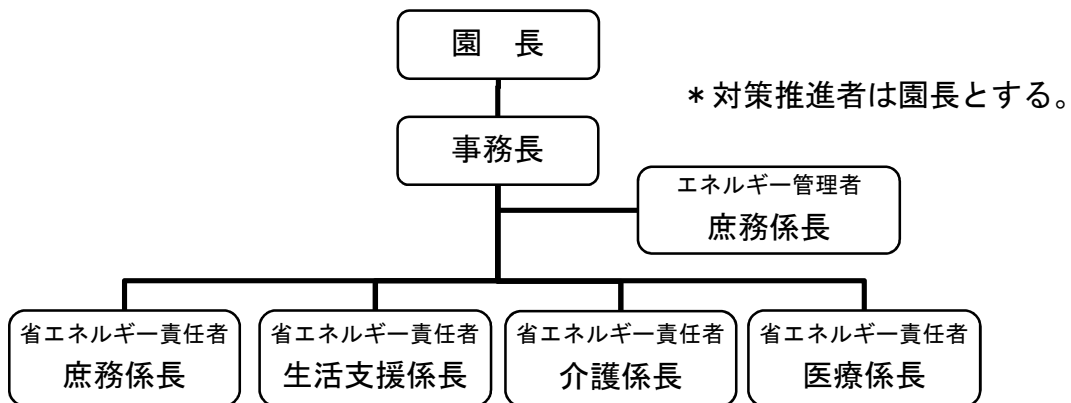 園　長
＊対策推進者は園長とする。
事務長
エネルギー管理者
庶務係長
省エネルギー責任者
庶務係長
省エネルギー責任者
生活支援係長
省エネルギー責任者
介護係長
省エネルギー責任者
医療係長